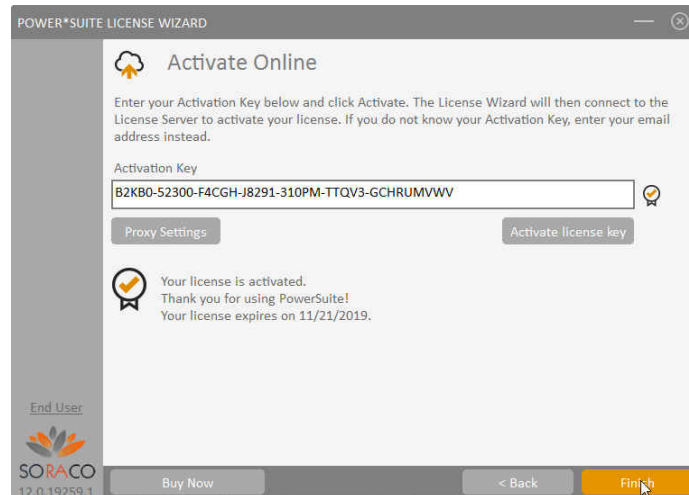 POWER*SUITE LICENSE WIZARD
Activate Online
Enter your Activation Key below and click Activate. The License Wizard will then connect to the
License Server to activate your license. If you do not know your Activation Key, enter your email
address instead.
Activation Key
B2KB0-52300-F4CGH-J8291-310PM-TTQV3-GCHRUMVWV
Proxy Settings
Activate license key
Your license is activated.
Thank you for using PowerSuite!
Your license expires on 11/21/2019.
End User
SORACO
12.0.19259.1
Buy Now
< Back
Finish